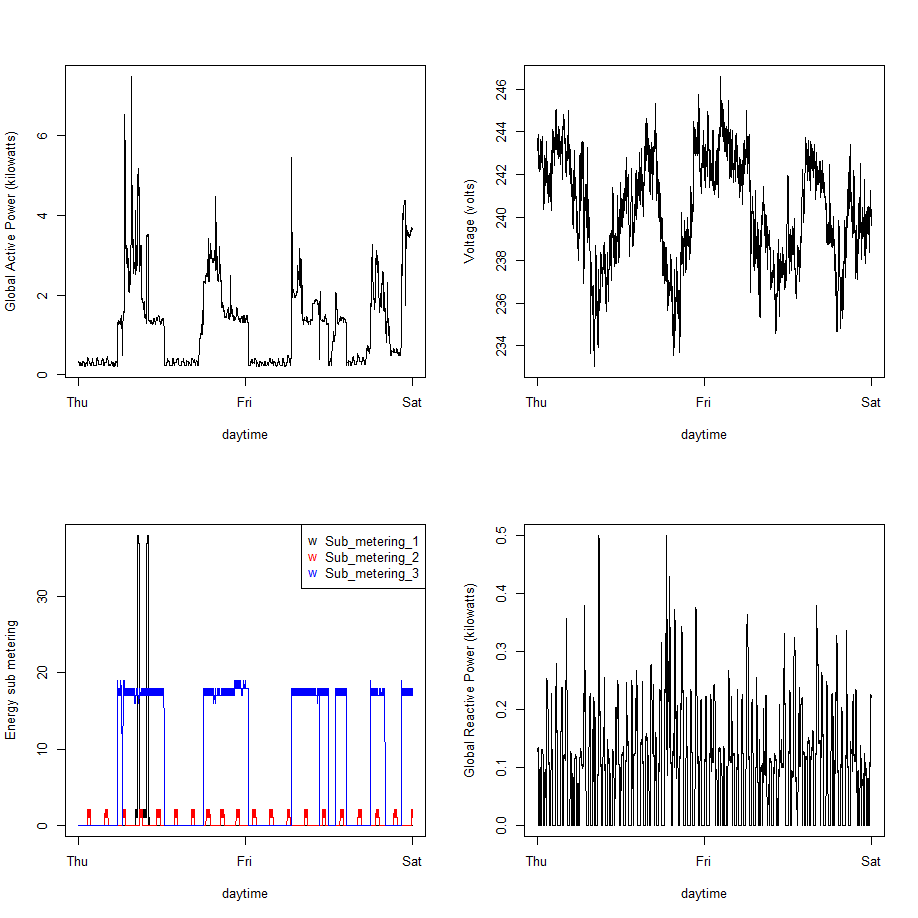 Global Active Power (kilowatts)
0
2
4
6
Thu
Fri
Sat
daytime
Voltage (volts)
234
236
238
240
242
244
246
Thu
Fri
Sat
daytime
Energy sub metering
0
10
20
30
w Sub_metering_1
w Sub_metering_2
w Sub_metering_3
Thu
Fri
Sat
daytime
Global Reactive Power (kilowatts)
0.0
0.1
0.2
0.3
0.4
0.5
Thu
Fri
Sat
daytime